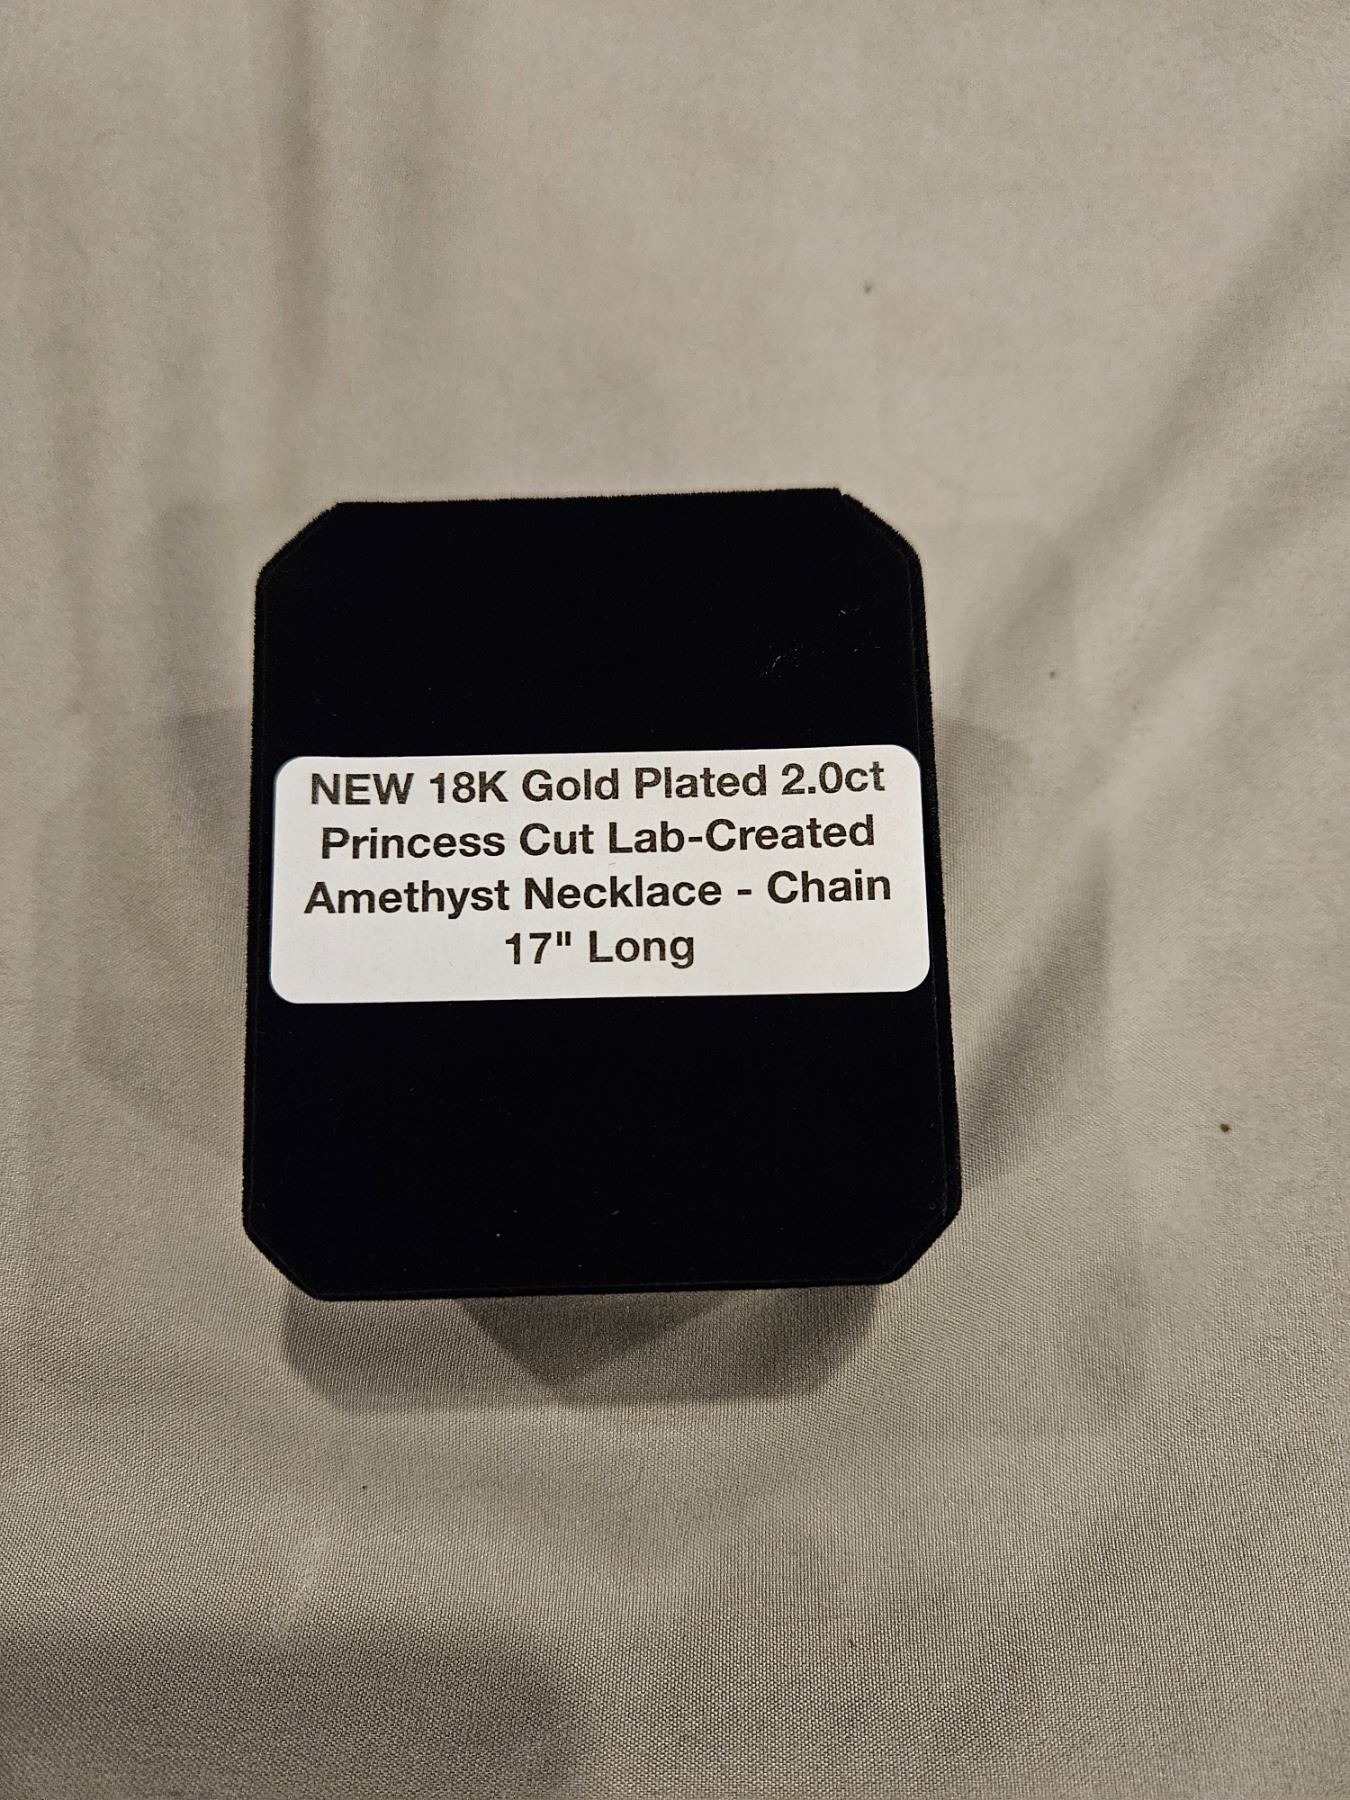 NEW 18K Gold Plated 2.0ct
Princess Cut Lab-Created
Amethyst Necklace - Chain
17" Long